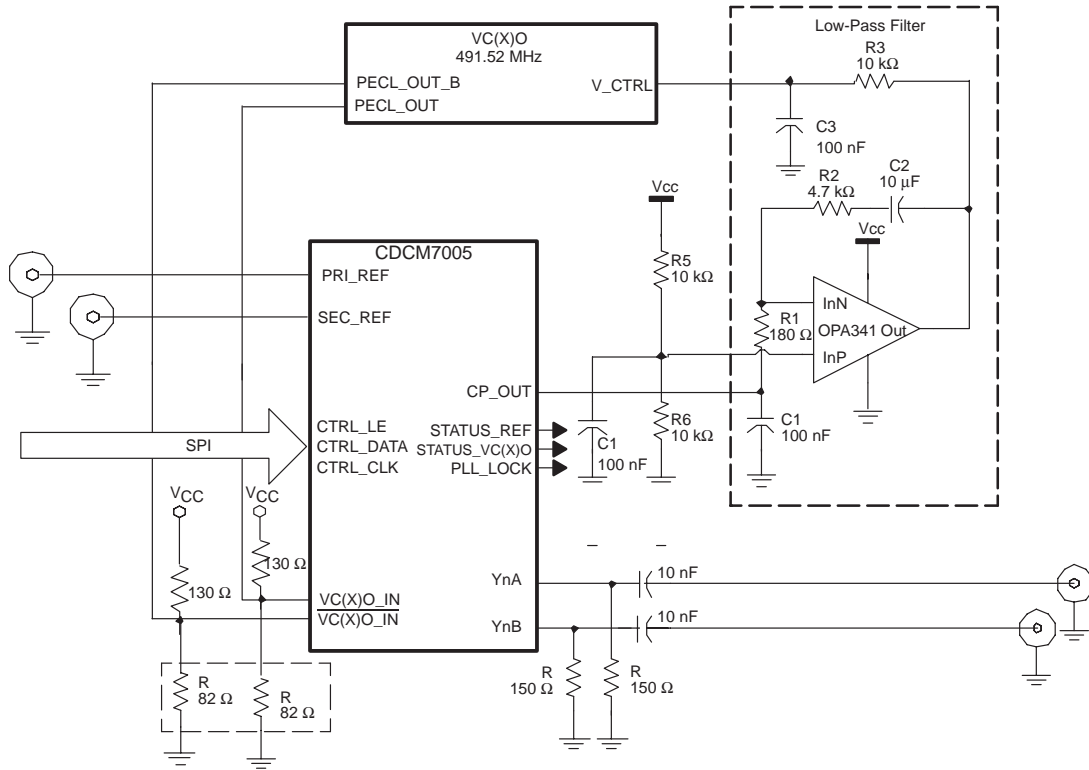 Low-Pass Filter
VC(X)O
491.52 MHz
PECL_OUT_B
PECL_OUT
V_CTRL
R3
10 kΩ
C3
100 nF
R2
4.7 kΩ
C2
10 μF
Vcc
Vcc
CDCM7005
PRI_REF
SEC_REF
R5
10 kΩ
InN
R1
180 Ω
OPA341 Out
InP
CP_OUT
CTRL_LE
CTRL_DATA
CTRL_CLK
SPI
STATUS_REF
STATUS_VC(X)O
PLL_LOCK
C1
100 nF
R6
10 kΩ
C1
100 nF
VCC
VCC
130 Ω
130 Ω
VC(X)O_IN
VC(X)O_IN
YnA
10 nF
YnB
10 nF
R
82 Ω
R
82 Ω
R
150 Ω
R
150 Ω